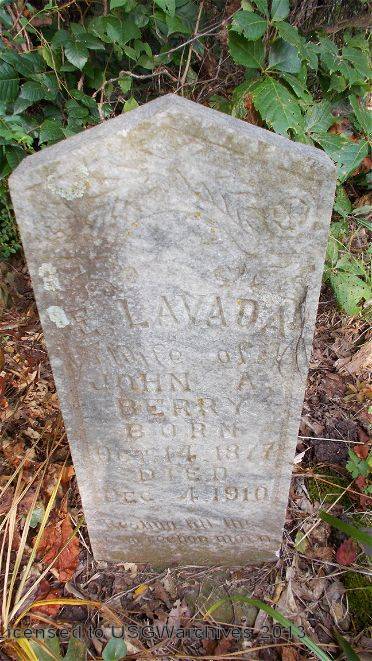 E. LAVADA
Wife of
JOHN A.
BERRY
BORN
OCT. 14, 1877
DIED
DEC. 4, 1910
Licensed to USGWarchives 2013